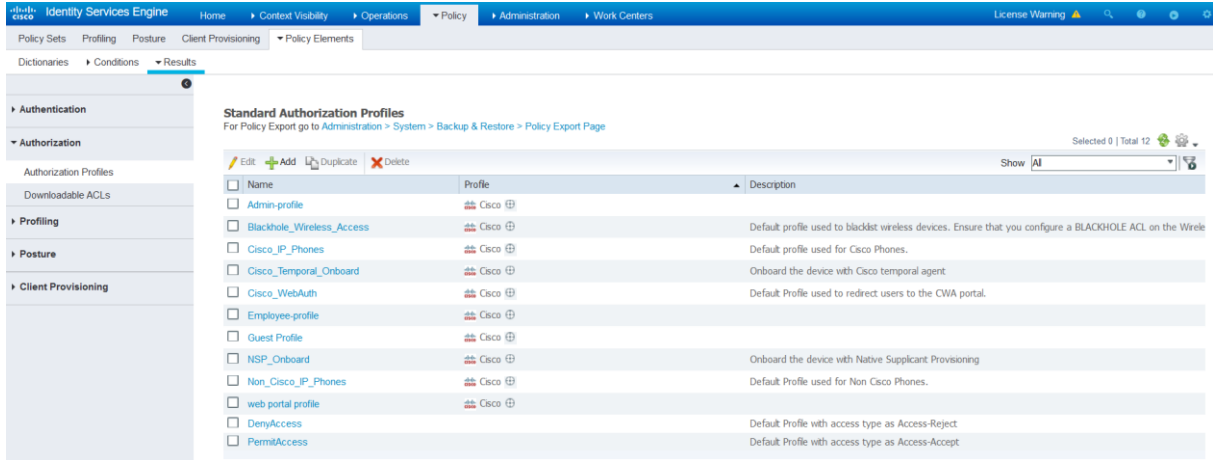 cisco Identity Services Engine Home Context Visibility Operations Policy Administration Work Centers License Warning
Policy Sets Profiling Posture Client Provisioning Policy Elements
Dictionaries Conditions Results
Authentication
Authorization
Authorization Profiles
Downloadable ACLs
Profiling
Posture
Client Provisioning
Standard Authorization Profiles
For Policy Export go to Administration > System > Backup & Restore > Policy Export Page
Selected 0 | Total 12
Edit Add Duplicate Delete Show All
Name Profile Description
Admin-profile Cisco
Blackhole_Wireless_Access Cisco Default profile used to blacklist wireless devices. Ensure that you configure a BLACKHOLE ACL on the Wirele
Cisco_IP_Phones Cisco Default profile used for Cisco Phones.
Cisco_Temporal_Onboard Cisco Onboard the device with Cisco temporal agent
Cisco_WebAuth Cisco Default Profile used to redirect users to the CWA portal.
Employee-profile Cisco
Guest Profile Cisco
NSP_Onboard Cisco Onboard the device with Native Supplicant Provisioning
Non_Cisco_IP_Phones Cisco Default Profile used for Non Cisco Phones.
web portal profile Cisco
DenyAccess Default Profile with access type as Access-Reject
PermitAccess Default Profile with access type as Access-Accept